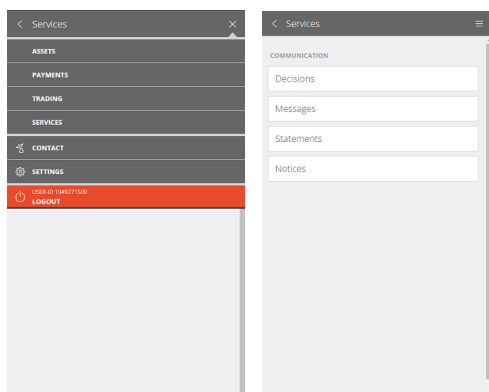 Services
ASSETS
PAYMENTS
TRADING
SERVICES
CONTACT
SETTINGS
USER-ID 1049271509
LOGOUT
Services
COMMUNICATION
Decisions
Messages
Statements
Notices